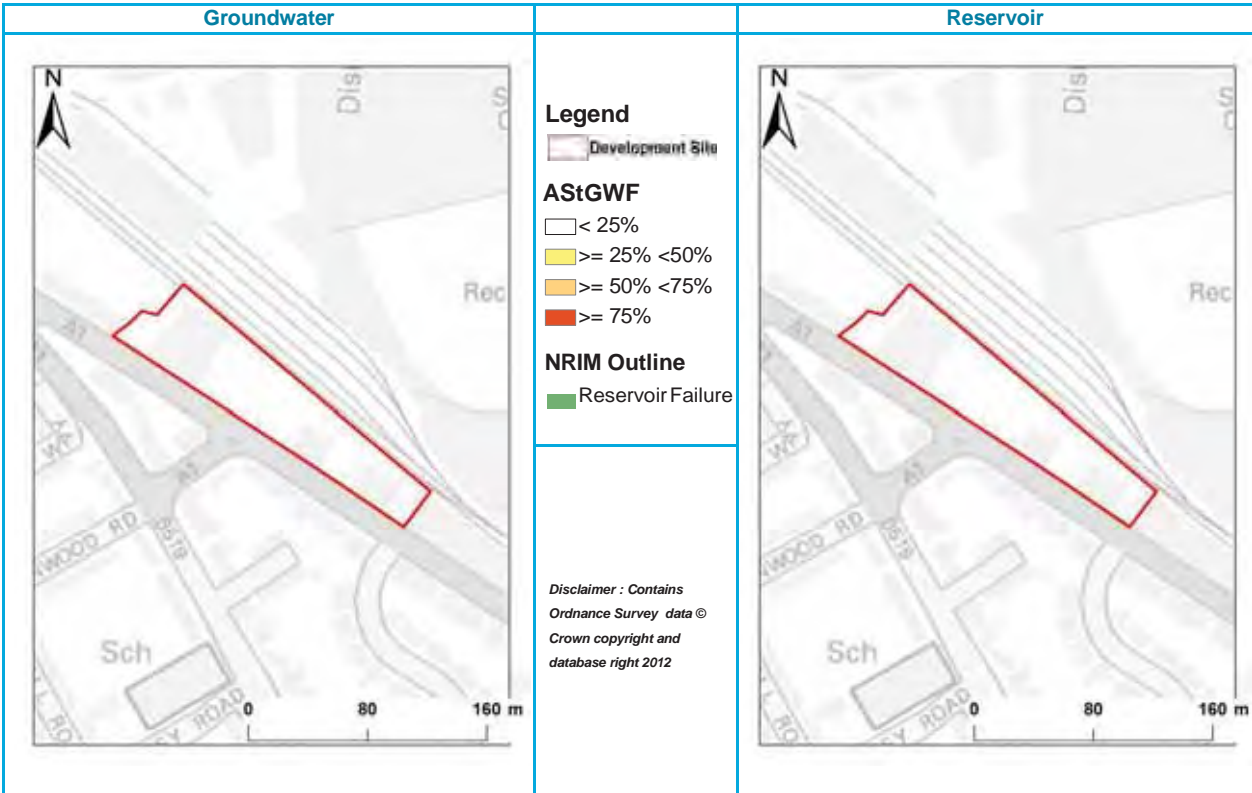 Groundwater
Reservoir
N
Dis
S
Rec
A1
A1
WOOD RD
B519
Sch
ROAD
0 80 160 m
Legend
Development Site
AStGWF
< 25%
>= 25% <50%
>= 50% <75%
>= 75%
NRIM Outline
Reservoir Failure
Disclaimer : Contains
Ordnance Survey data ©
Crown copyright and
database right 2012
N
Dis
S
Rec
A1
A1
WOOD RD
B519
Sch
ROAD
0 80 160 m